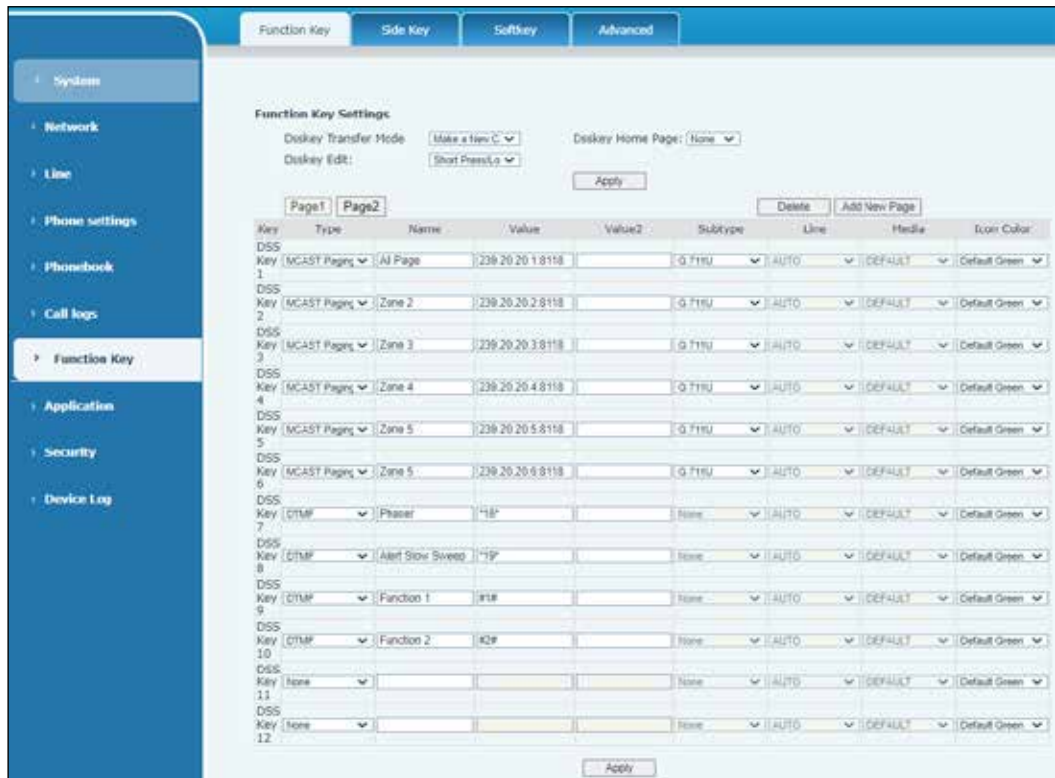 Function Key Side Key Softkey Advanced
System
Network
Line
Phone settings
Phonebook
Call logs
Function Key
Application
Security
Device Log
Function Key Settings
Dsskey Transfer Mode Make a New C Dsskey Home Page: None
Dsskey Edit: Short Press/Lo
Apply
Page1 Page2 Delete Add New Page
Key Type Name Value Value2 Subtype Line Media Icon Color
DSS Key 1 MCAST Paging All Page 239.20.20.1:8118 G.711U AUTO DEFAULT Default Green
DSS Key 2 MCAST Paging Zone 2 239.20.20.2:8118 G.711U AUTO DEFAULT Default Green
DSS Key 3 MCAST Paging Zone 3 239.20.20.3:8118 G.711U AUTO DEFAULT Default Green
DSS Key 4 MCAST Paging Zone 4 239.20.20.4:8118 G.711U AUTO DEFAULT Default Green
DSS Key 5 MCAST Paging Zone 5 239.20.20.5:8118 G.711U AUTO DEFAULT Default Green
DSS Key 6 MCAST Paging Zone 5 239.20.20.6:8118 G.711U AUTO DEFAULT Default Green
DSS Key 7 DTMF Phaser *18* None AUTO DEFAULT Default Green
DSS Key 8 DTMF Alert Slow Sweep *19* None AUTO DEFAULT Default Green
DSS Key 9 DTMF Function 1 #1# None AUTO DEFAULT Default Green
DSS Key 10 DTMF Function 2 #2# None AUTO DEFAULT Default Green
DSS Key 11 None None AUTO DEFAULT Default Green
DSS Key 12 None None AUTO DEFAULT Default Green
Apply